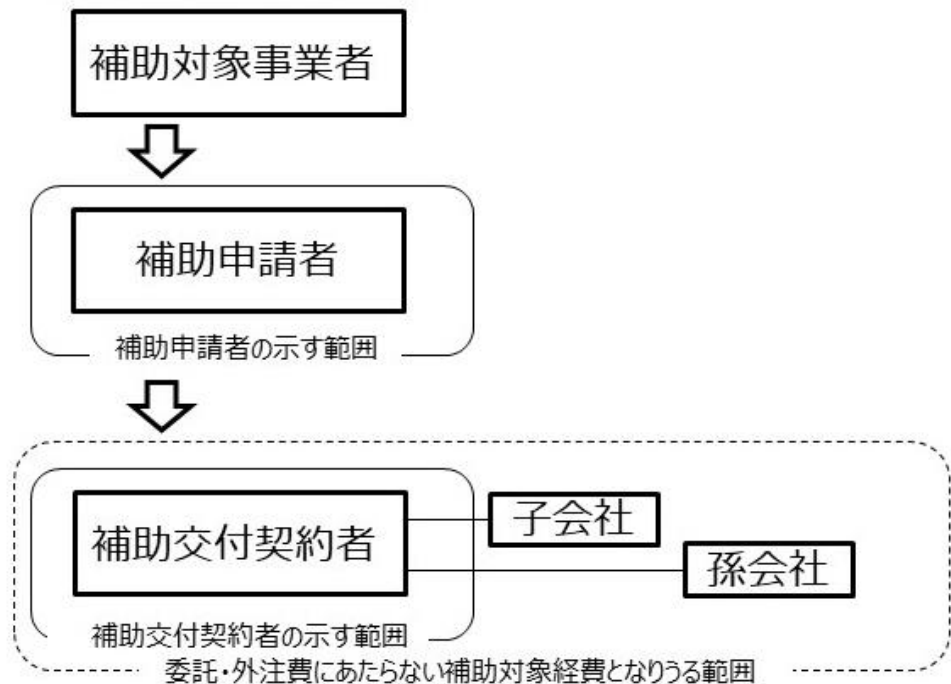 補助対象事業者
補助申請者
補助申請者の示す範囲
補助交付契約者
子会社
孫会社
補助交付契約者の示す範囲
委託・外注費にあたらない補助対象経費となりうる範囲